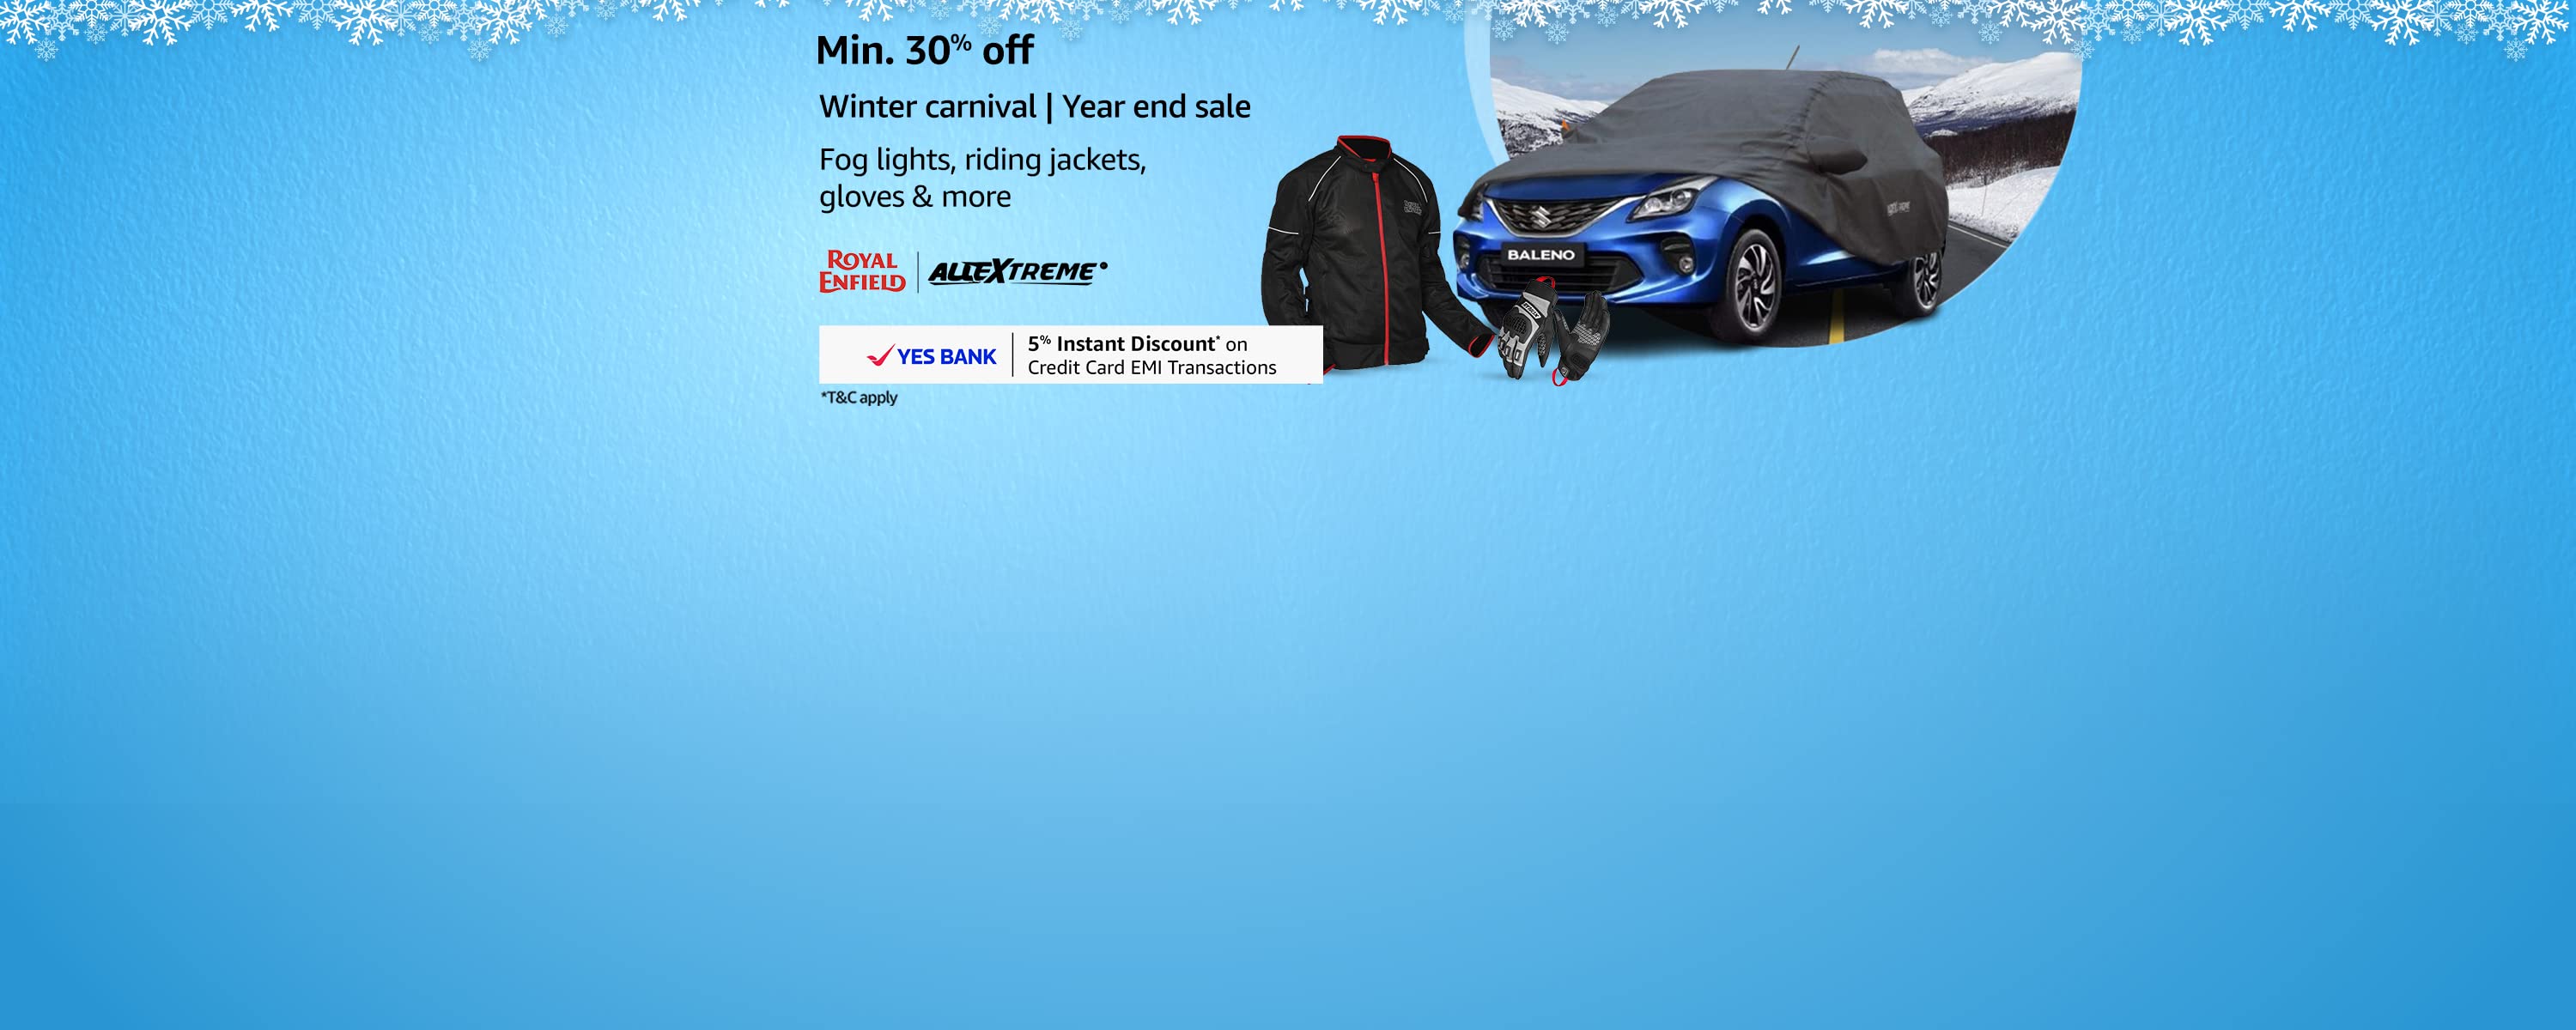 Min. 30% off
Winter carnival | Year end sale
Fog lights, riding jackets,
gloves & more
ROYAL
ENFIELD
ALLEXTREME
BALENO
YES BANK
5% Instant Discount* on
Credit Card EMI Transactions
*T&C apply